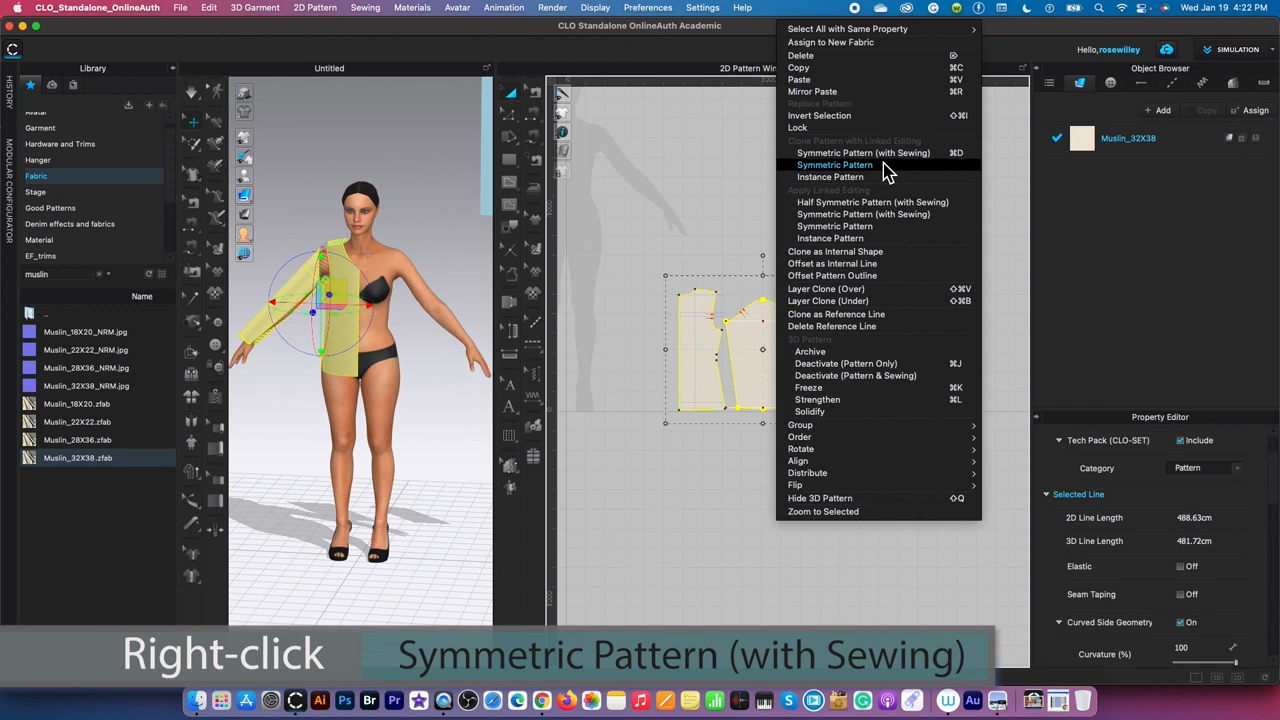 CLO_Standalone_OnlineAuth File Edit 3D Garment 2D Pattern Sewing Materials Avatar Animation Render Display Preferences Settings Wed Jan 19 4:22 PM
CLO Standalone OnlineAuth Academic
Hello, rosewilley SIMULATION
HISTORY
MODULAR CONFIGURATOR
Library
Avatar
Garment
Hardware and Trims
Hanger
Fabric
Stage
Good Patterns
Denim effects and fabrics
Material
EF_trims
muslin
Name
..
Muslin_18X20_NRM.jpg
Muslin_22X22_NRM.jpg
Muslin_28X36_NRM.jpg
Muslin_32X38_NRM.jpg
Muslin_18X20.zfab
Muslin_22X22.zfab
Muslin_28X36.zfab
Muslin_32X38.zfab
Untitled
2D Pattern Win
Select All with Same Property
Assign to New Fabric
Delete
Copy ⌘C
Paste ⌘V
Mirror Paste ⌘R
Replace Pattern
Invert Selection ⇧⌘I
Lock
Clone Pattern with Linked Editing
Symmetric Pattern (with Sewing) ⌘D
Symmetric Pattern
Instance Pattern
Apply Linked Editing
Half Symmetric Pattern (with Sewing)
Symmetric Pattern (with Sewing)
Symmetric Pattern
Instance Pattern
Clone as Internal Shape
Offset as Internal Line
Offset Pattern Outline
Layer Clone (Over) ⇧⌘V
Layer Clone (Under) ⇧⌘B
Clone as Reference Line
Delete Reference Line
3D Pattern
Archive
Deactivate (Pattern Only) ⌘J
Deactivate (Pattern & Sewing)
Freeze ⌘K
Strengthen ⌘L
Solidify
Group
Order
Rotate
Align
Distribute
Flip
Hide 3D Pattern ⇧Q
Zoom to Selected
Object Browser
+ Add Copy Assign
Muslin_32X38
Property Editor
Tech Pack (CLO-SET) Include
Category Pattern
Selected Line
2D Line Length 488.63cm
3D Line Length 481.72cm
Elastic Off
Seam Taping Off
Curved Side Geometry On
Curvature (%) 100
Right-click Symmetric Pattern (with Sewing)